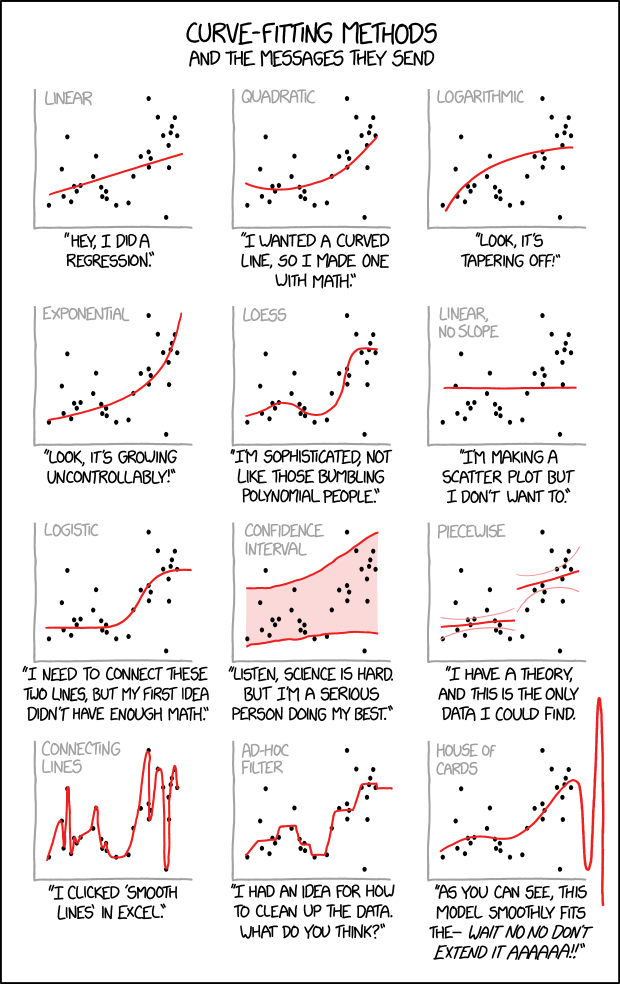 CURVE-FITTING METHODS
AND THE MESSAGES THEY SEND
LINEAR
"HEY, I DID A
REGRESSION."
QUADRATIC
"I WANTED A CURVED
LINE, SO I MADE ONE
WITH MATH."
LOGARITHMIC
"LOOK, IT'S
TAPERING OFF!"
EXPONENTIAL
"LOOK, IT'S GROWING
UNCONTROLLABLY!"
LOESS
"I'M SOPHISTICATED, NOT
LIKE THOSE BUMBLING
POLYNOMIAL PEOPLE."
LINEAR,
NO SLOPE
"I'M MAKING A
SCATTER PLOT BUT
I DON'T WANT TO."
LOGISTIC
"I NEED TO CONNECT THESE
TWO LINES, BUT MY FIRST IDEA
DIDN'T HAVE ENOUGH MATH."
CONFIDENCE
INTERVAL
"LISTEN, SCIENCE IS HARD.
BUT I'M A SERIOUS
PERSON DOING MY BEST."
PIECEWISE
"I HAVE A THEORY,
AND THIS IS THE ONLY
DATA I COULD FIND.
CONNECTING
LINES
"I CLICKED 'SMOOTH
LINES' IN EXCEL."
AD-HOC
FILTER
"I HAD AN IDEA FOR HOW
TO CLEAN UP THE DATA.
WHAT DO YOU THINK?"
HOUSE OF
CARDS
"AS YOU CAN SEE, THIS
MODEL SMOOTHLY FITS
THE— WAIT NO NO DON'T
EXTEND IT AAAAAA!!"